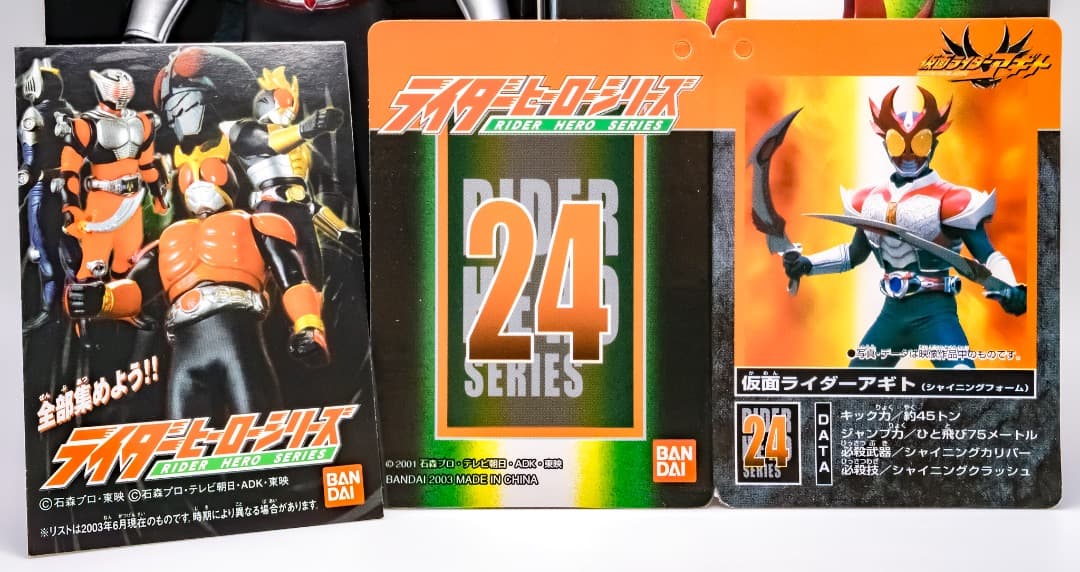 全部集めよう!!
ライダーヒーローシリーズ
RIDER HERO SERIES
©石森プロ・東映 ©石森プロ・テレビ朝日・ADK・東映
※リストは2003年6月現在のものです。時期により異なる場合があります。
BAN
DAI
ライダーヒーローシリーズ
RIDER HERO SERIES
RIDER
HERO
SERIES
24
© 2001 石森プロ・テレビ朝日・ADK・東映
BANDAI 2003 MADE IN CHINA
BAN
DAI
仮面ライダーアギト
●写真・データは映像作品中のものです。
仮面ライダーアギト (シャイニングフォーム)
RIDER
HERO
SERIES
24
DATA
キック力/約45トン
ジャンプ力/ひと飛び75メートル
必殺武器/シャイニングカリバー
必殺技/シャイニングクラッシュ